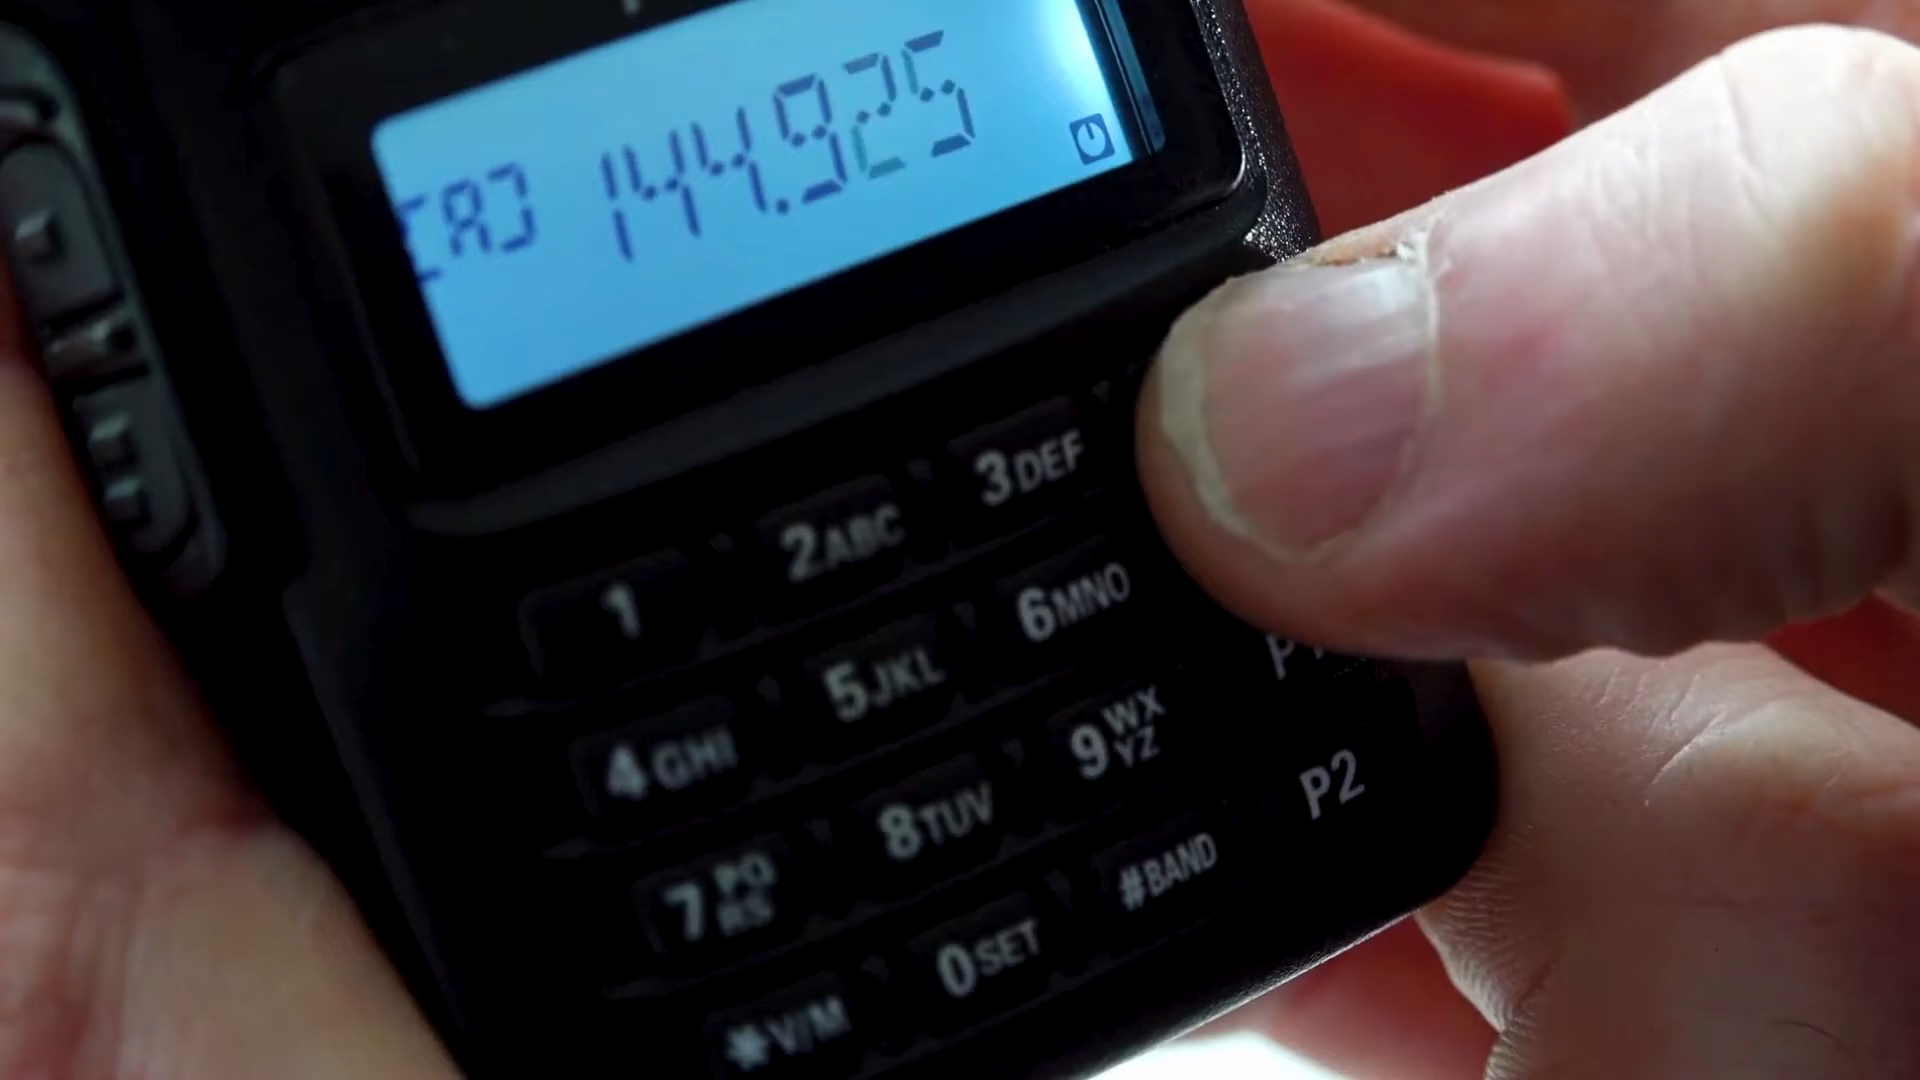 [A] 144.925
1 2ABC 3DEF
4GHI 5JKL 6MNO
7PQRS 8TUV 9WXYZ
*V/M 0SET #BAND P2